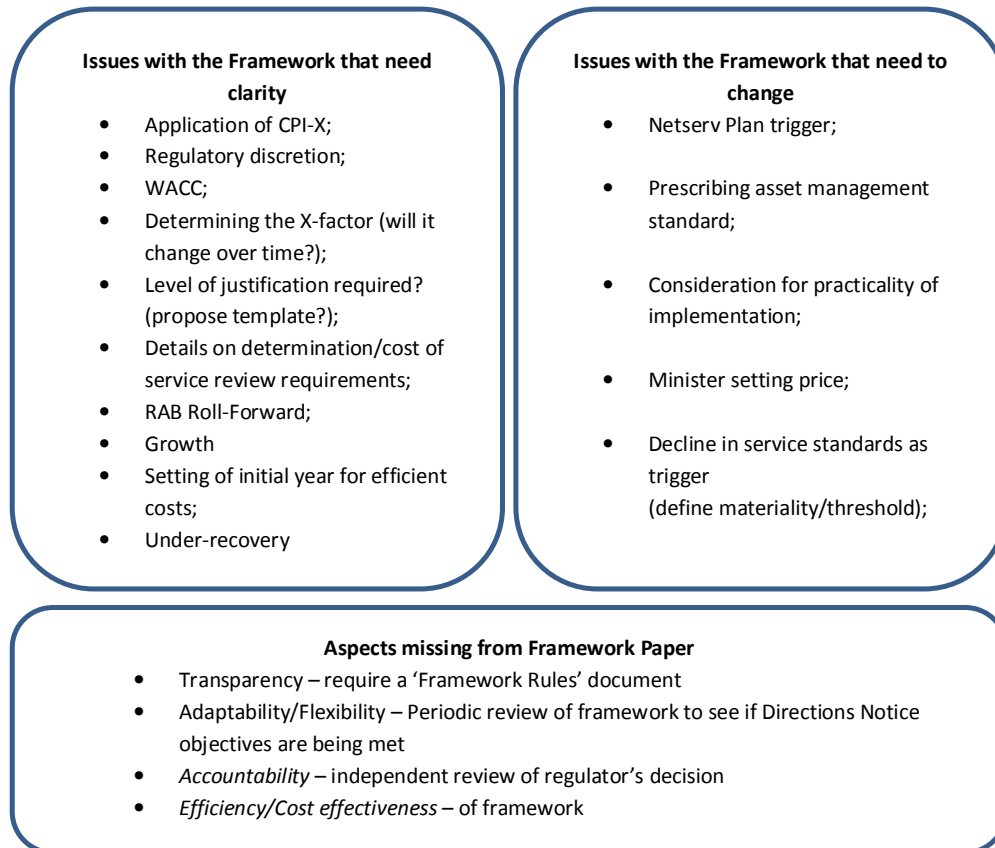 Issues with the Framework that need
clarity
• Application of CPI-X;
• Regulatory discretion;
• WACC;
• Determining the X-factor (will it
change over time?);
• Level of justification required?
(propose template?);
• Details on determination/cost of
service review requirements;
• RAB Roll-Forward;
• Growth
• Setting of initial year for efficient
costs;
• Under-recovery
Issues with the Framework that need to
change
• Netserv Plan trigger;
• Prescribing asset management
standard;
• Consideration for practicality of
implementation;
• Minister setting price;
• Decline in service standards as
trigger
(define materiality/threshold);
Aspects missing from Framework Paper
• Transparency – require a ‘Framework Rules’ document
• Adaptability/Flexibility – Periodic review of framework to see if Directions Notice
objectives are being met
• Accountability – independent review of regulator’s decision
• Efficiency/Cost effectiveness – of framework